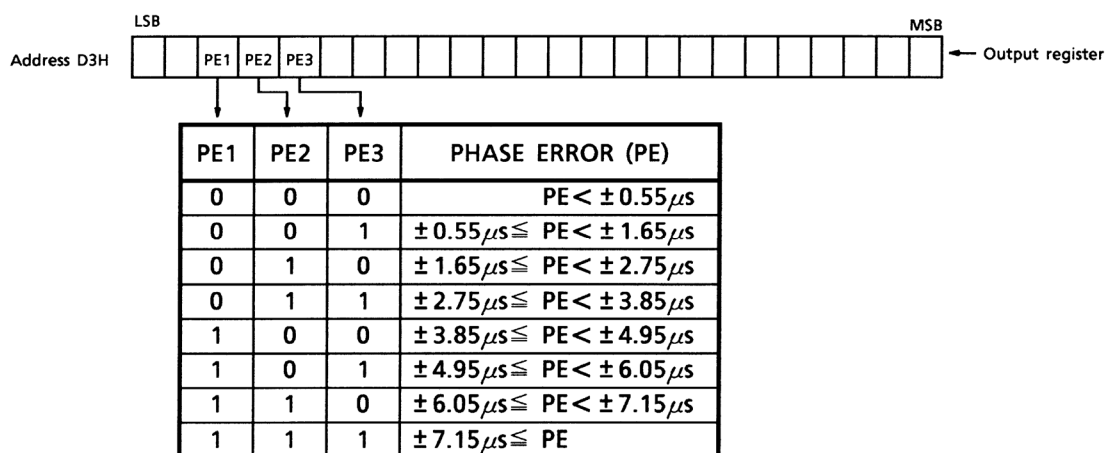 LSB MSB
Address D3H PE1 PE2 PE3 Output register
PE1 PE2 PE3 PHASE ERROR (PE)
0 0 0 PE< ±0.55μs
0 0 1 ±0.55μs≦ PE< ±1.65μs
0 1 0 ±1.65μs≦ PE< ±2.75μs
0 1 1 ±2.75μs≦ PE< ±3.85μs
1 0 0 ±3.85μs≦ PE< ±4.95μs
1 0 1 ±4.95μs≦ PE< ±6.05μs
1 1 0 ±6.05μs≦ PE< ±7.15μs
1 1 1 ±7.15μs≦ PE